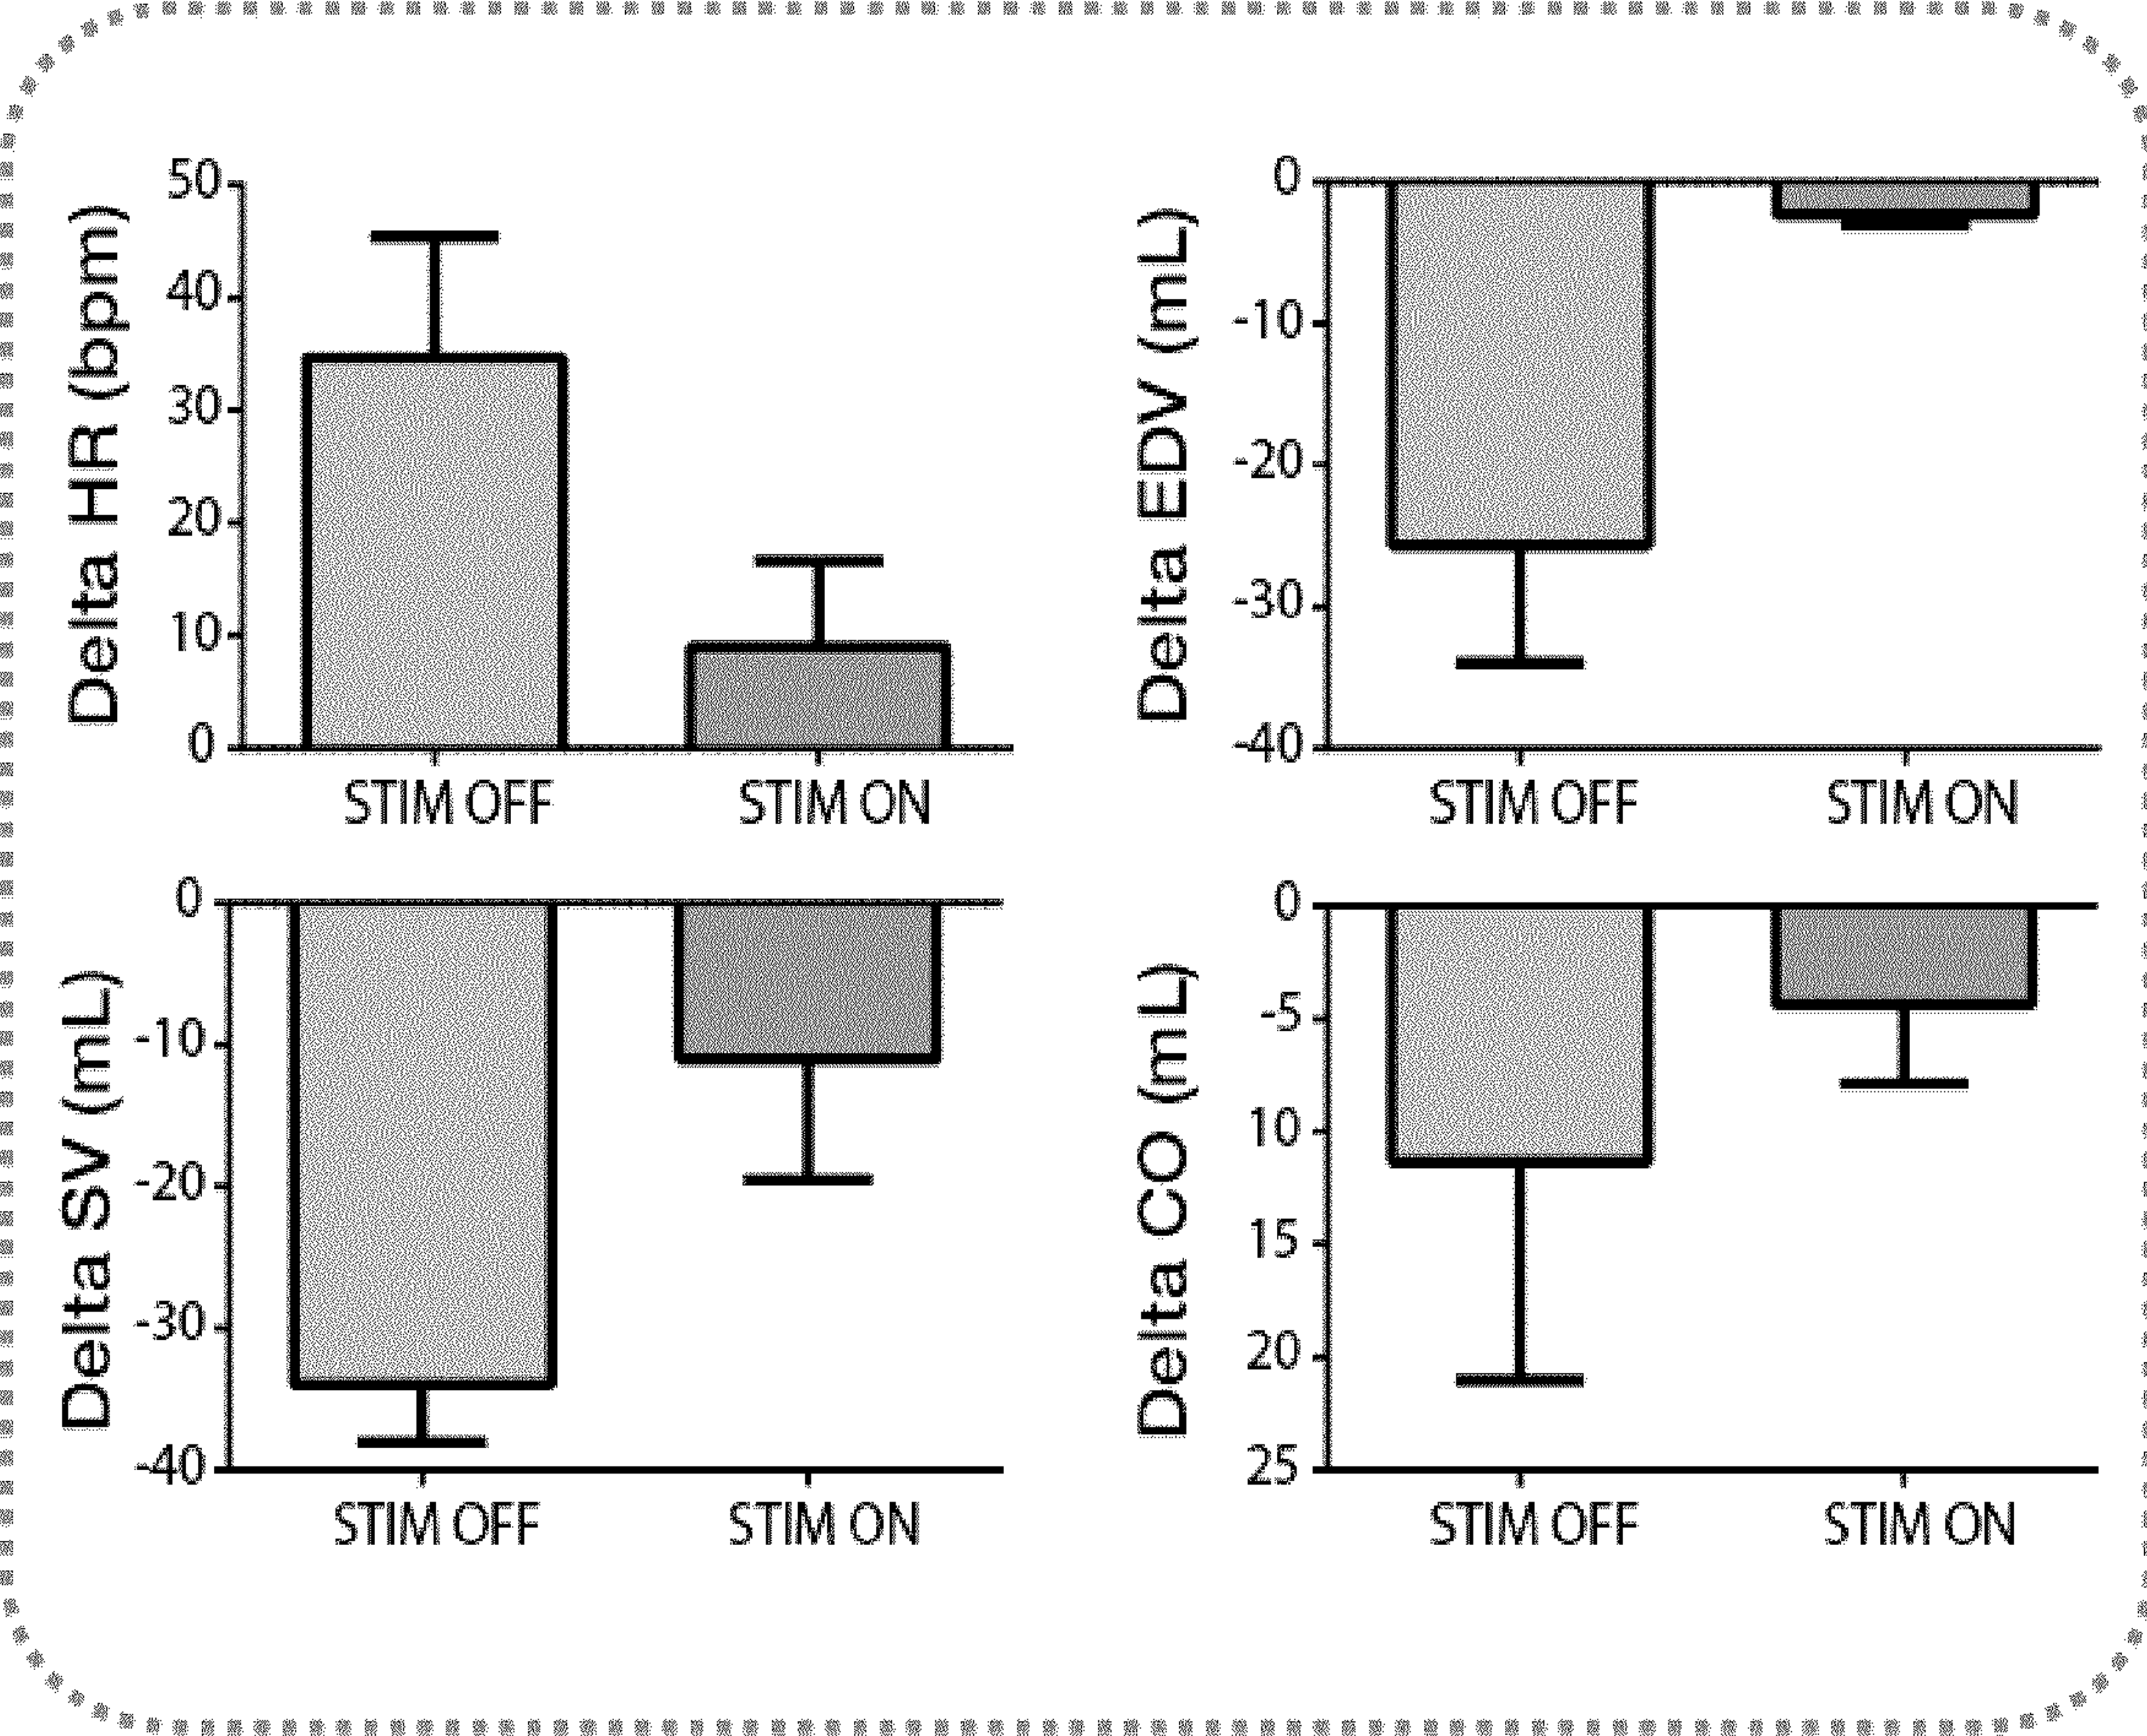 Delta HR (bpm)
50
40
30
20
10
0
STIM OFF
STIM ON
Delta EDV (mL)
0
-10
-20
-30
-40
STIM OFF
STIM ON
Delta SV (mL)
0
-10
-20
-30
-40
STIM OFF
STIM ON
Delta CO (mL)
0
-5
10
15
20
25
STIM OFF
STIM ON